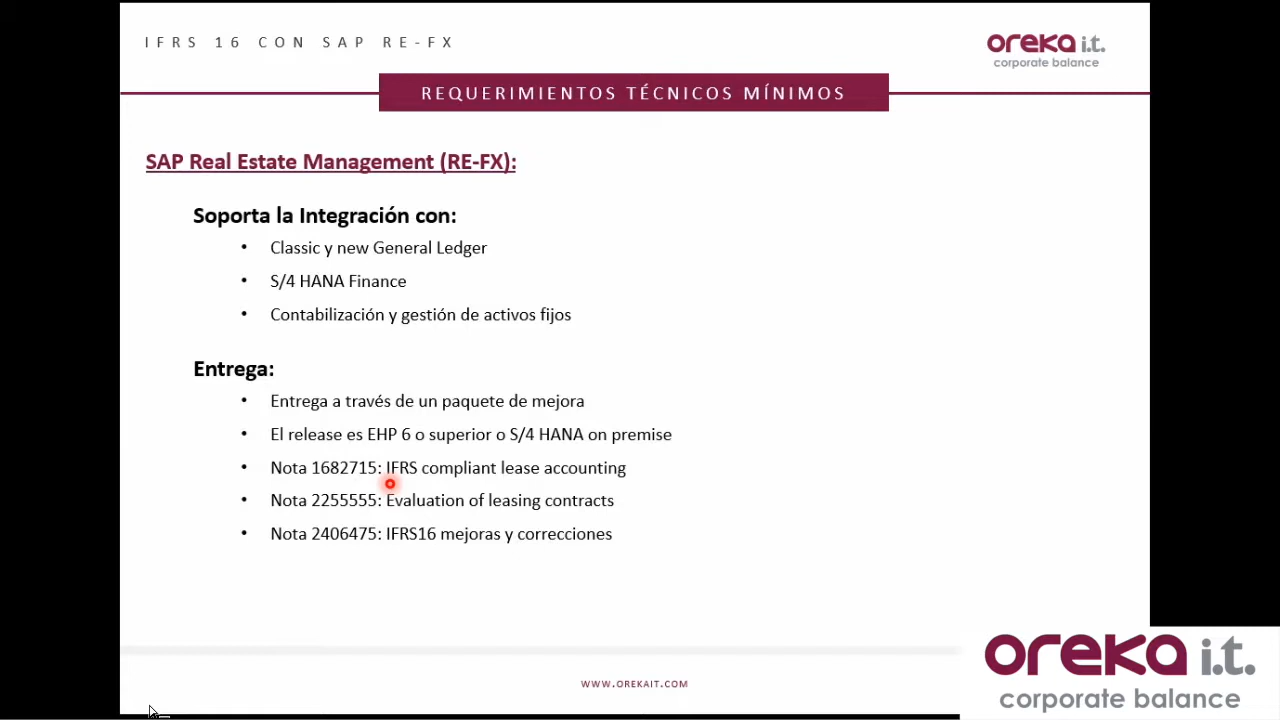 IFRS 16 CON SAP RE-FX
oreka i.t.
corporate balance
REQUERIMIENTOS TÉCNICOS MÍNIMOS
SAP Real Estate Management (RE-FX):
Soporta la Integración con:
• Classic y new General Ledger
• S/4 HANA Finance
• Contabilización y gestión de activos fijos
Entrega:
• Entrega a través de un paquete de mejora
• El release es EHP 6 o superior o S/4 HANA on premise
• Nota 1682715: IFRS compliant lease accounting
• Nota 2255555: Evaluation of leasing contracts
• Nota 2406475: IFRS16 mejoras y correcciones
WWW.OREKAIT.COM
oreka i.t.
corporate balance